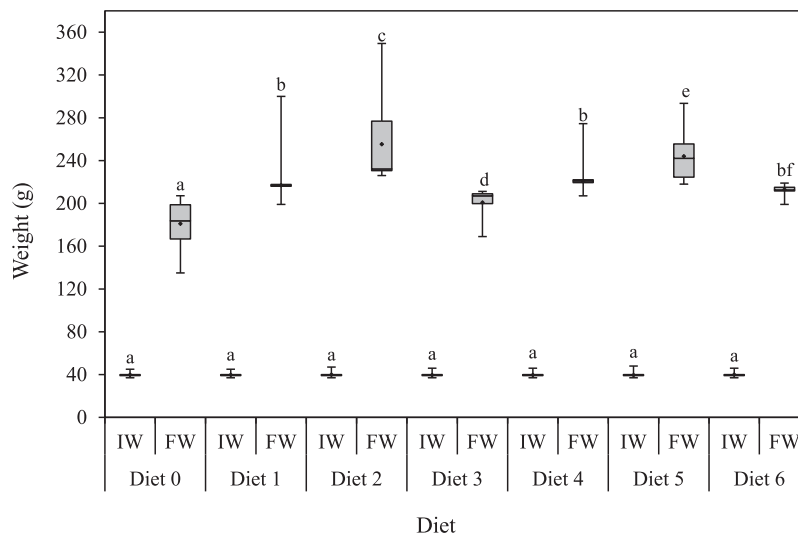 360
320
280
240
200
160
120
80
40
0
Weight (g)
a
b
c
d
b
e
bf
a
a
a
a
a
a
a
IW FW IW FW IW FW IW FW IW FW IW FW IW FW
Diet 0 Diet 1 Diet 2 Diet 3 Diet 4 Diet 5 Diet 6
Diet